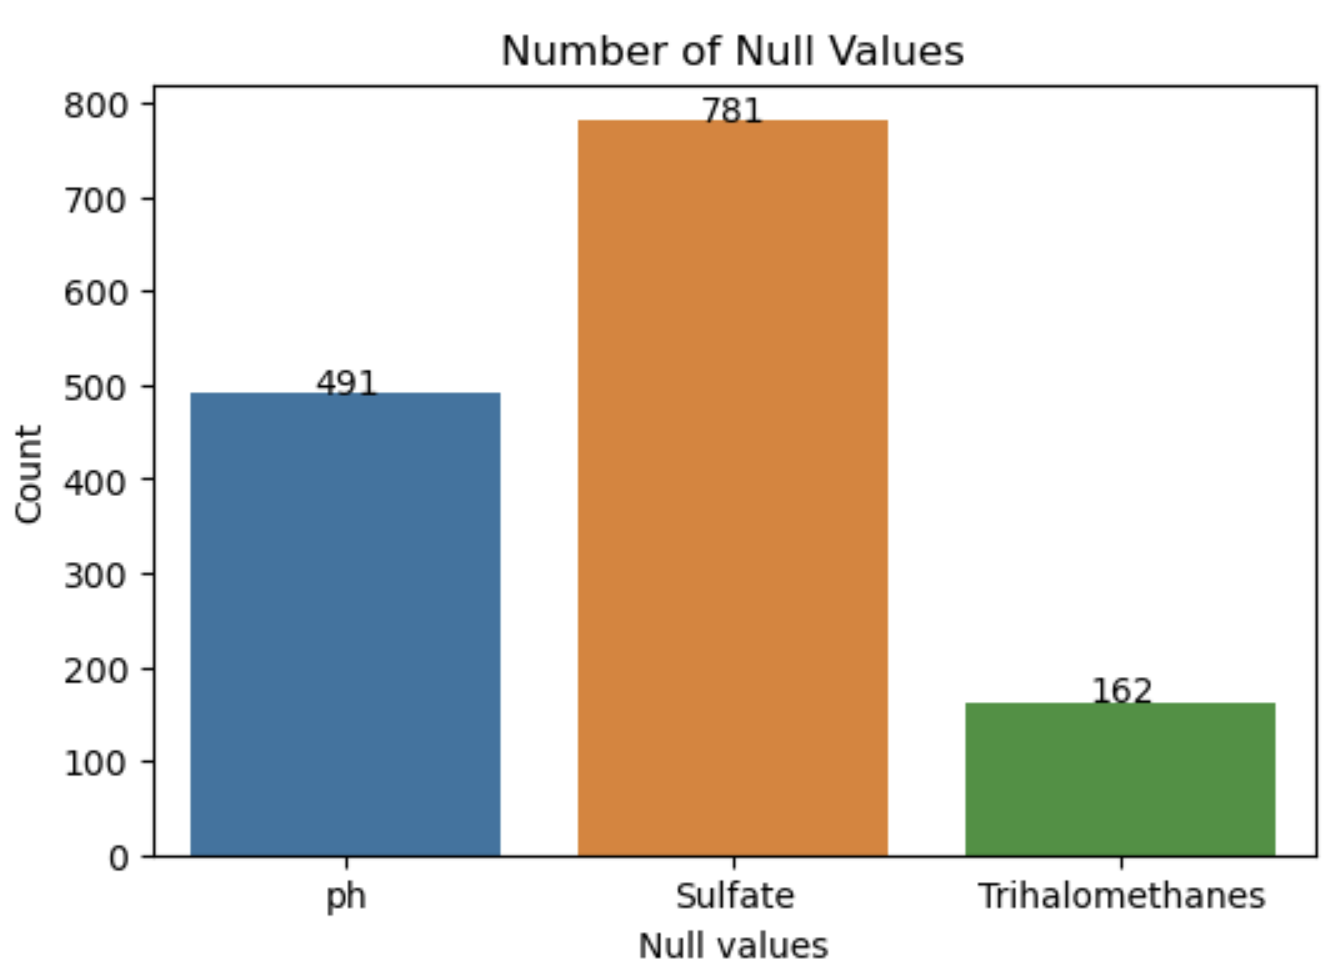 Number of Null Values
800
700
600
500
400
300
200
100
0
Count
491
781
162
ph
Sulfate
Trihalomethanes
Null values